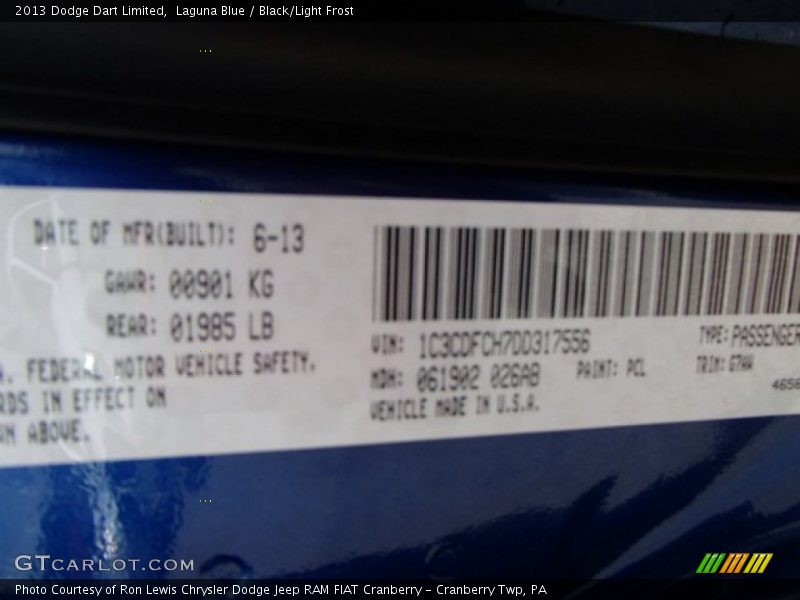 2013 Dodge Dart Limited, Laguna Blue / Black/Light Frost
DATE OF MFR(BUILT): 6-13
GAWR: 00901 KG
REAR: 01985 LB
A. FEDERAL MOTOR VEHICLE SAFETY.
RDS IN EFFECT ON
WN ABOVE.
VIN: 1C3CDFCH7DD317556 TYPE: PASSENGER
MDH: 061902 026AB PAINT: PCL TRIM: G7AW
4656
VEHICLE MADE IN U.S.A.
GTCARLOT.COM
Photo Courtesy of Ron Lewis Chrysler Dodge Jeep RAM FIAT Cranberry - Cranberry Twp, PA